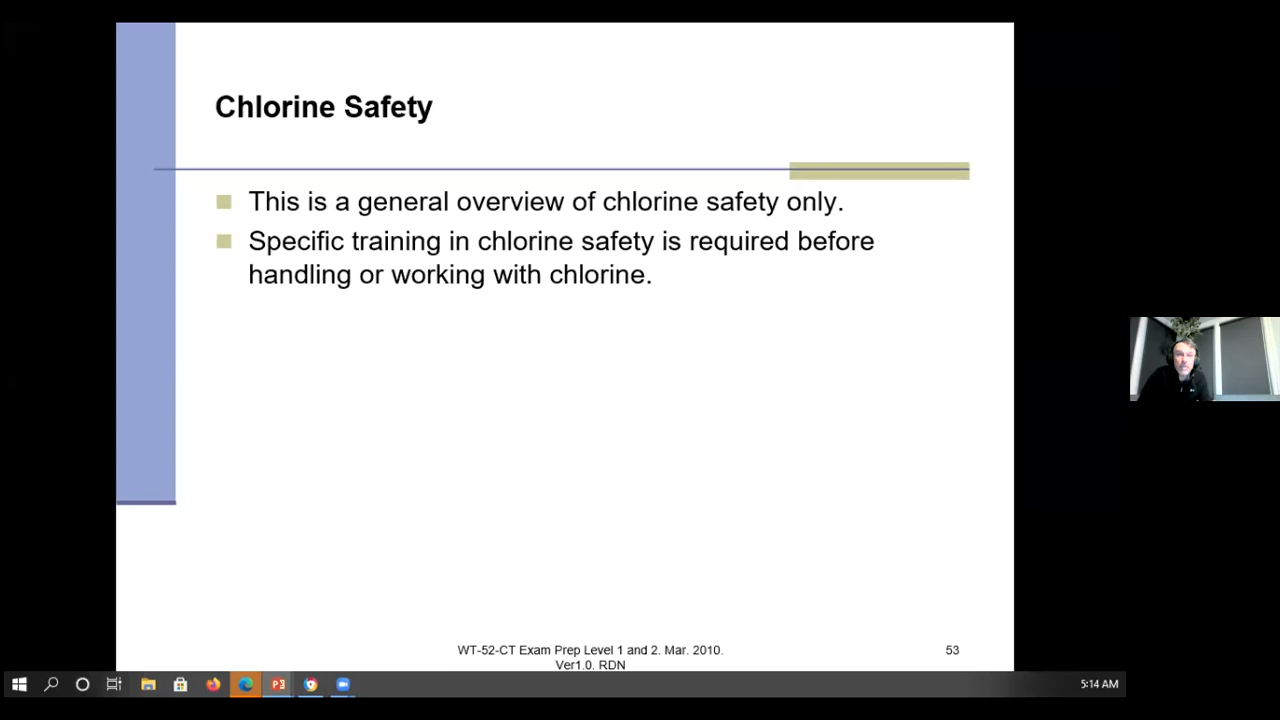 Chlorine Safety
This is a general overview of chlorine safety only.
Specific training in chlorine safety is required before
handling or working with chlorine.
WT-52-CT Exam Prep Level 1 and 2. Mar. 2010.
Ver1.0. RDN
53
5:14 AM